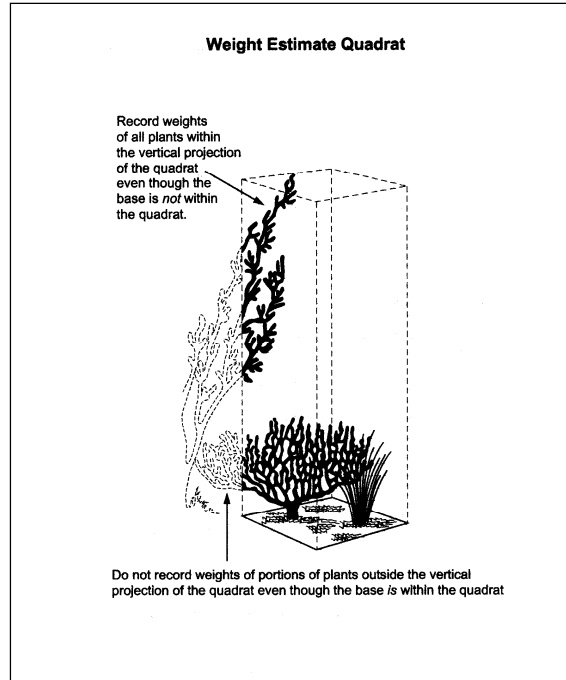 Weight Estimate Quadrat
Record weights
of all plants within
the vertical projection
of the quadrat
even though the
base is not within
the quadrat.
Do not record weights of portions of plants outside the vertical
projection of the quadrat even though the base is within the quadrat